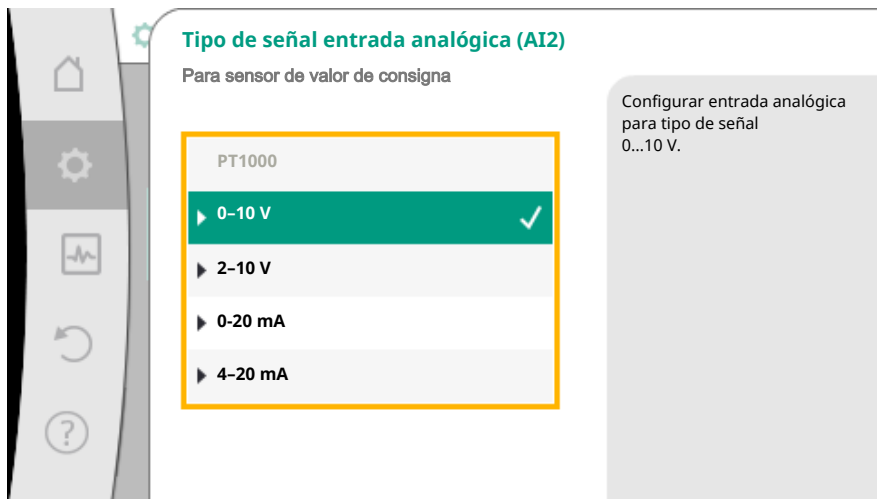 Tipo de señal entrada analógica (AI2)
Para sensor de valor de consigna
PT1000
0–10 V
2–10 V
0-20 mA
4–20 mA
Configurar entrada analógica
para tipo de señal
0...10 V.
?